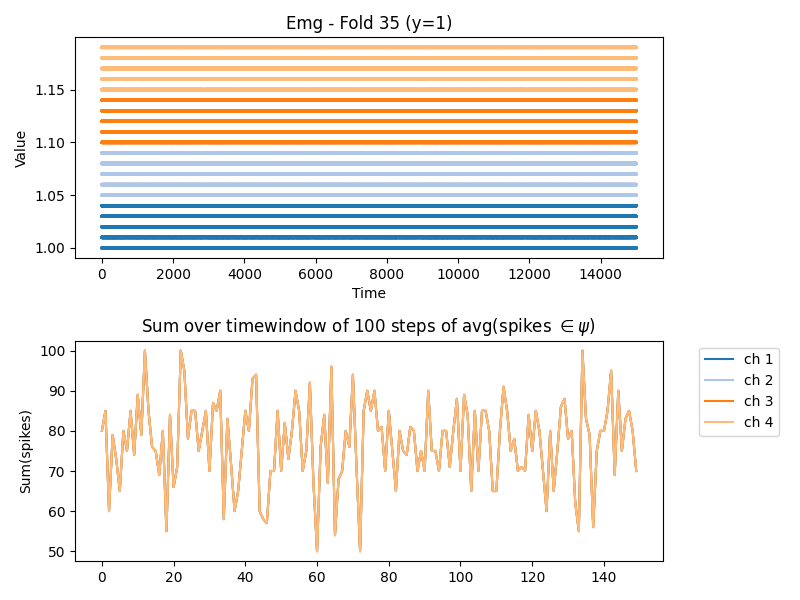 Emg - Fold 35 (y=1)
Value
1.15
1.10
1.05
1.00
0 2000 4000 6000 8000 10000 12000 14000
Time
Sum over timewindow of 100 steps of avg(spikes ∈ ψ)
Sum(spikes)
100
90
80
70
60
50
0 20 40 60 80 100 120 140
ch 1
ch 2
ch 3
ch 4